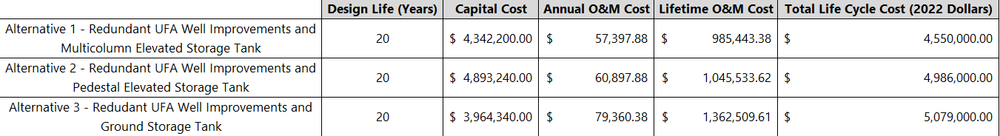 Design Life (Years) Capital Cost Annual O&M Cost Lifetime O&M Cost Total Life Cycle Cost (2022 Dollars)
Alternative 1 - Redundant UFA Well Improvements and
Multicolumn Elevated Storage Tank
20 $ 4,342,200.00 $ 57,397.88 $ 985,443.38 $ 4,550,000.00
Alternative 2 - Redundant UFA Well Improvements and
Pedestal Elevated Storage Tank
20 $ 4,893,240.00 $ 60,897.88 $ 1,045,533.62 $ 4,986,000.00
Alternative 3 - Redudant UFA Well Improvements and
Ground Storage Tank
20 $ 3,964,340.00 $ 79,360.38 $ 1,362,509.61 $ 5,079,000.00